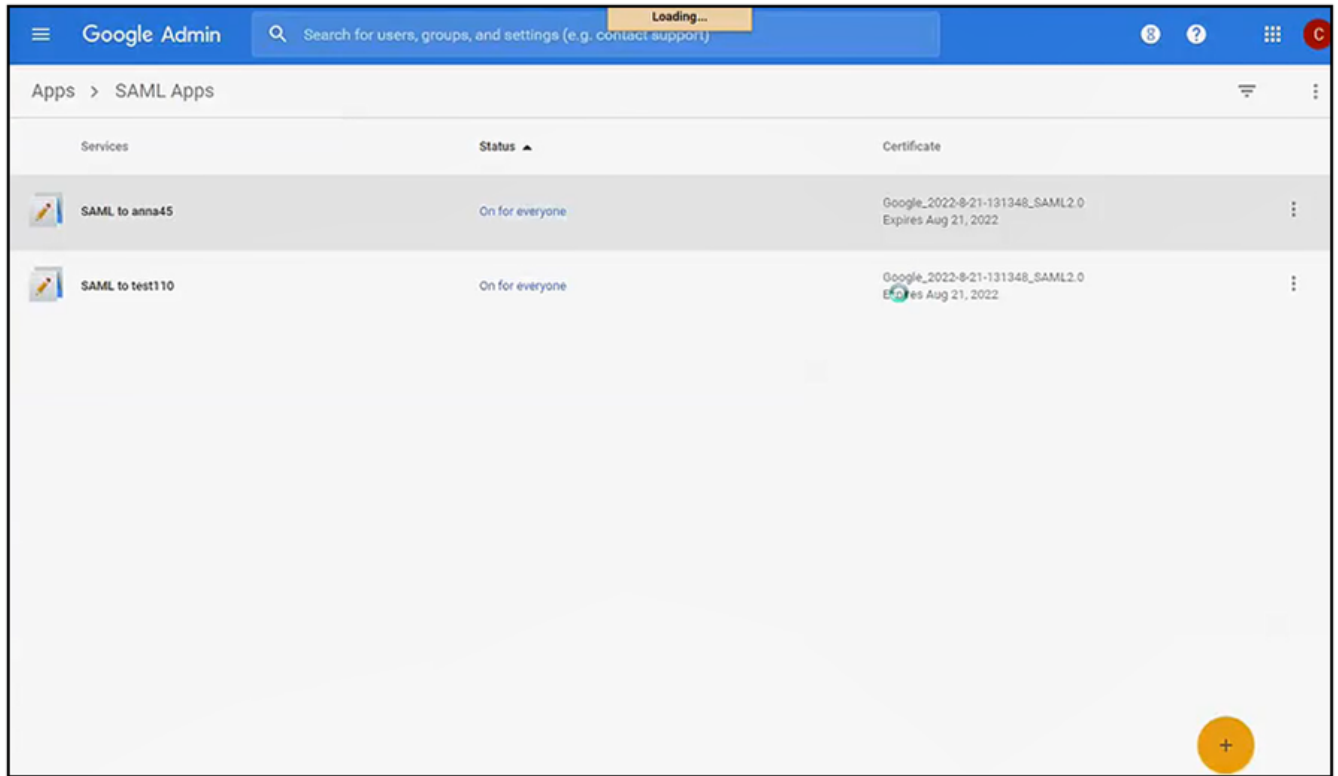 Loading...
Google Admin
Search for users, groups, and settings (e.g. contact support)
8
?
C
Apps > SAML Apps
Services
Status
Certificate
SAML to anna45
On for everyone
Google_2022-8-21-131348_SAML2.0
Expires Aug 21, 2022
SAML to test110
On for everyone
Google_2022-8-21-131348_SAML2.0
Expires Aug 21, 2022
+